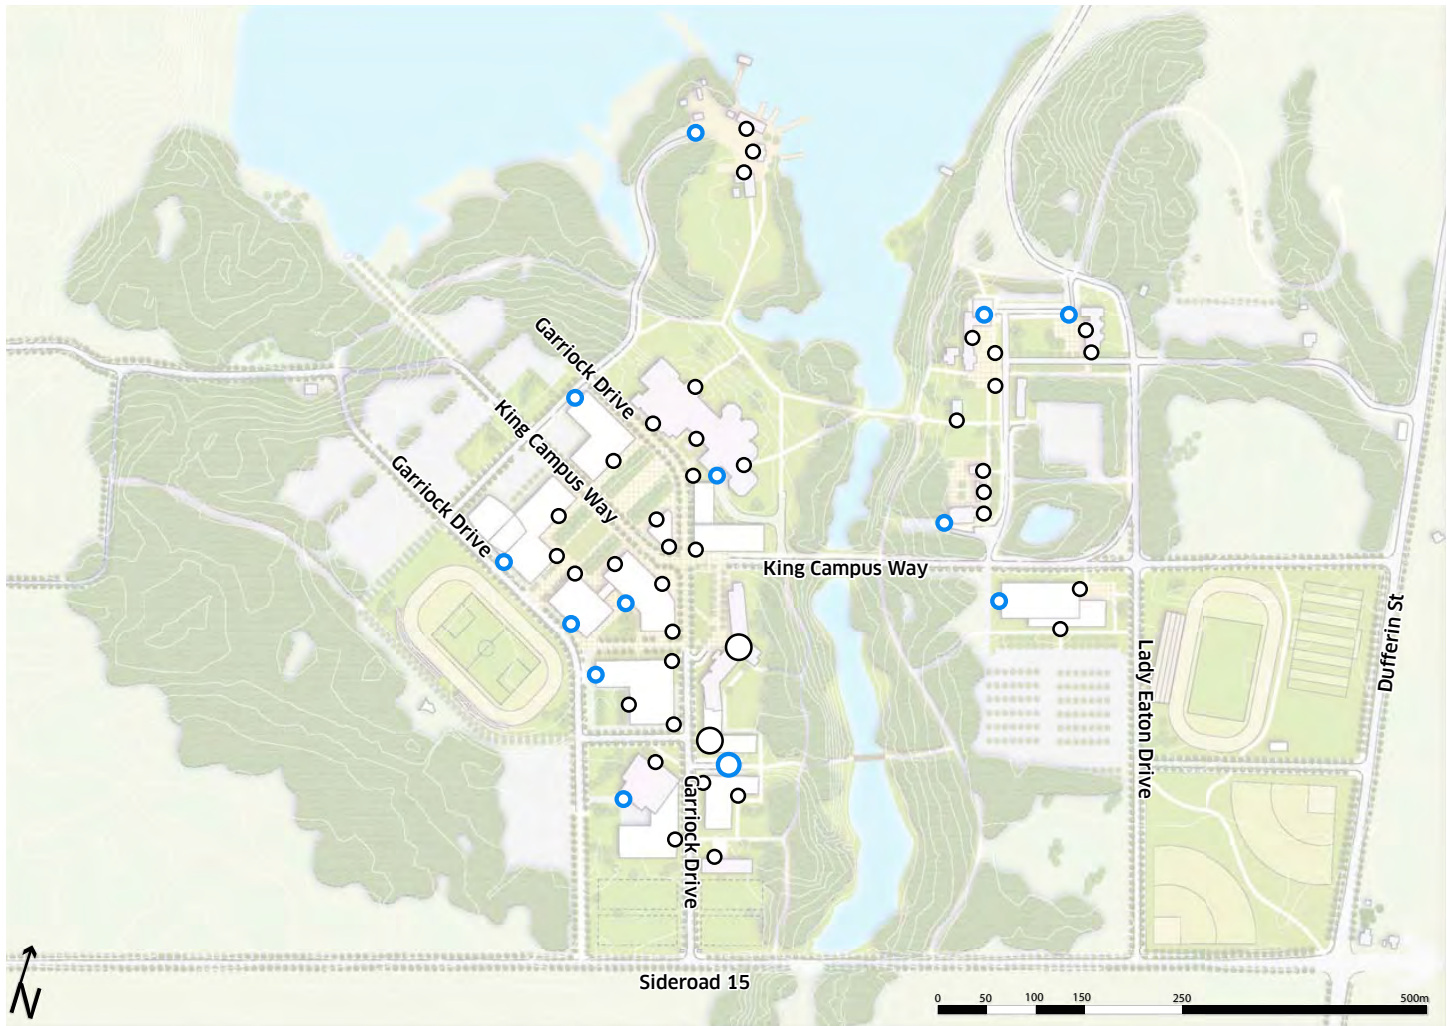 Garriock Drive
King Campus Way
Garriock Drive
King Campus Way
Dufferin St
Lady Eaton Drive
Garriock Drive
Sideroad 15
N
0 50 100 150 250 500m